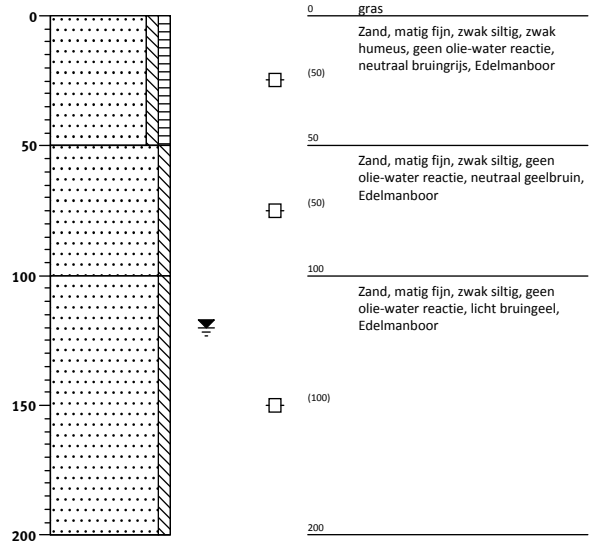 0
50
100
150
200
0 gras
Zand, matig fijn, zwak siltig, zwak
humeus, geen olie-water reactie,
neutraal bruingrijs, Edelmanboor
(50)
50
Zand, matig fijn, zwak siltig, geen
olie-water reactie, neutraal geelbruin,
Edelmanboor
(50)
100
Zand, matig fijn, zwak siltig, geen
olie-water reactie, licht bruingeel,
Edelmanboor
(100)
200